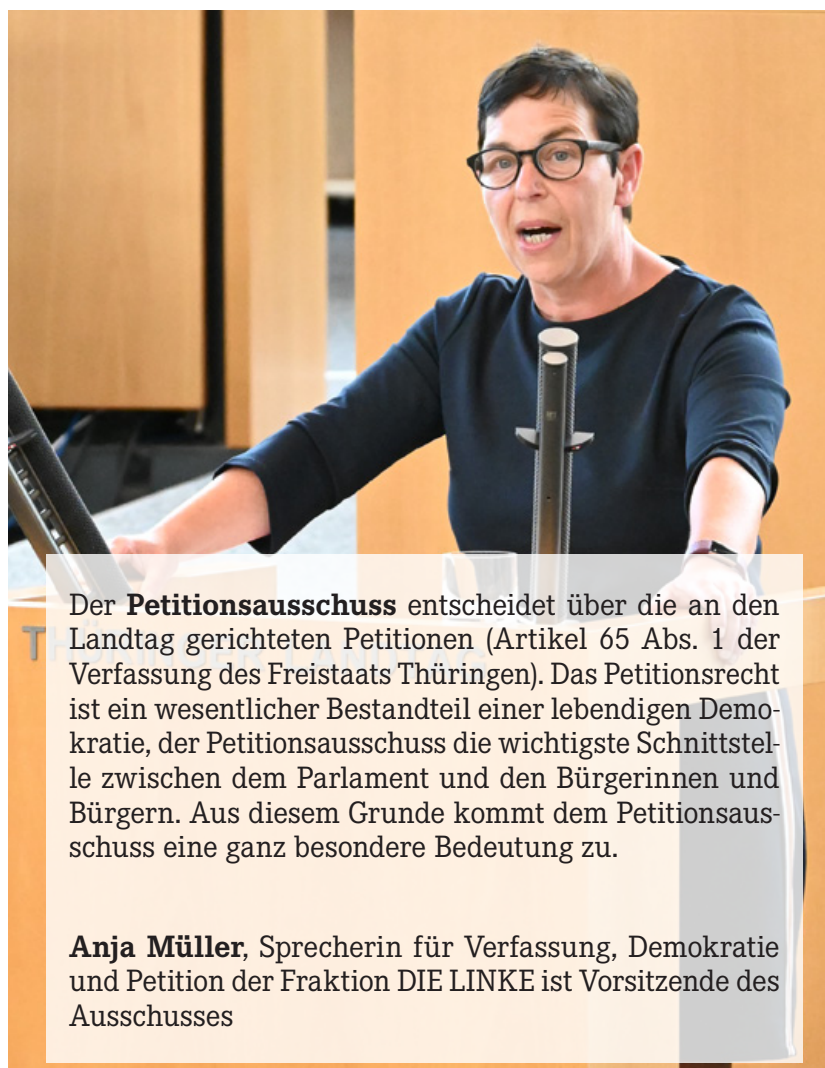 Der Petitionsausschuss entscheidet über die an den
Landtag gerichteten Petitionen (Artikel 65 Abs. 1 der
Verfassung des Freistaats Thüringen). Das Petitionsrecht
ist ein wesentlicher Bestandteil einer lebendigen Demo-
kratie, der Petitionsausschuss die wichtigste Schnittstel-
le zwischen dem Parlament und den Bürgerinnen und
Bürgern. Aus diesem Grunde kommt dem Petitionsaus-
schuss eine ganz besondere Bedeutung zu.
THÜRINGER LANDTAG
Anja Müller, Sprecherin für Verfassung, Demokratie
und Petition der Fraktion DIE LINKE ist Vorsitzende des
Ausschusses